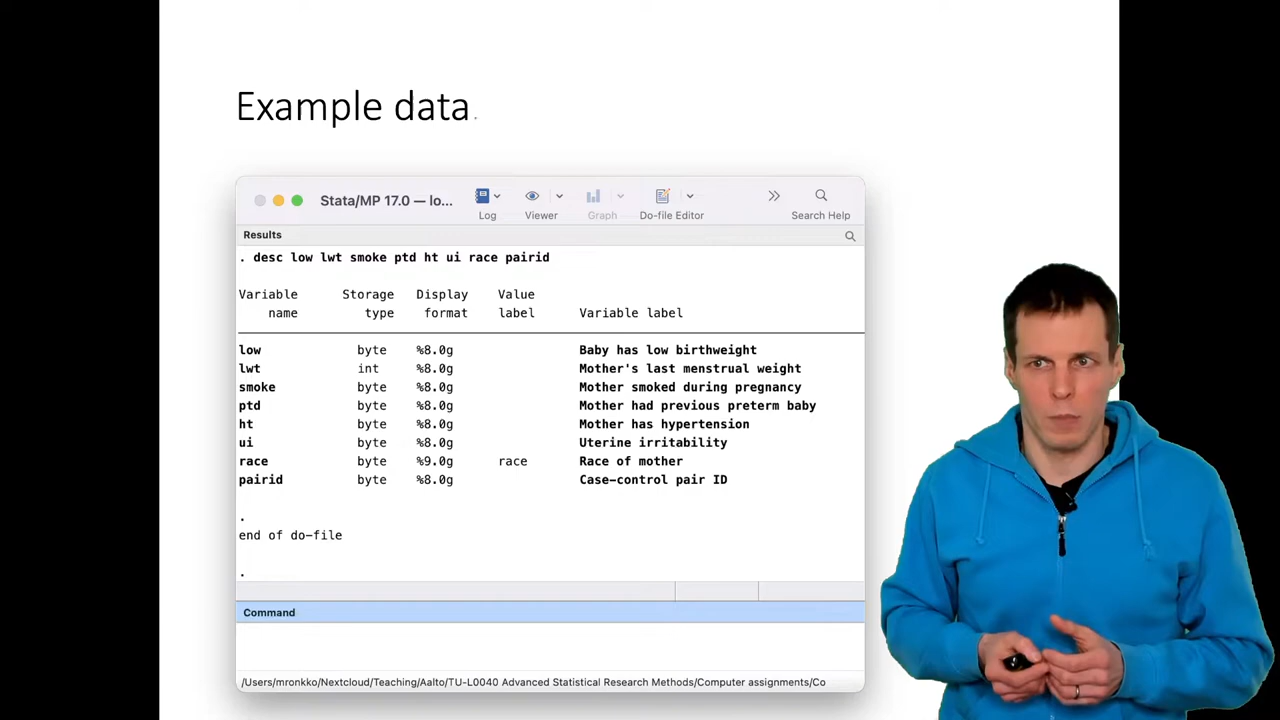 Example data
Stata/MP 17.0 — lo...
Log
Viewer
Graph
Do-file Editor
Search Help
Results
. desc low lwt smoke ptd ht ui race pairid
Variable Storage Display Value
name type format label Variable label
low byte %8.0g Baby has low birthweight
lwt int %8.0g Mother's last menstrual weight
smoke byte %8.0g Mother smoked during pregnancy
ptd byte %8.0g Mother had previous preterm baby
ht byte %8.0g Mother has hypertension
ui byte %8.0g Uterine irritability
race byte %9.0g race Race of mother
pairid byte %8.0g Case-control pair ID
.
end of do-file
.
Command
/Users/mronkko/Nextcloud/Teaching/Aalto/TU-L0040 Advanced Statistical Research Methods/Computer assignments/Co